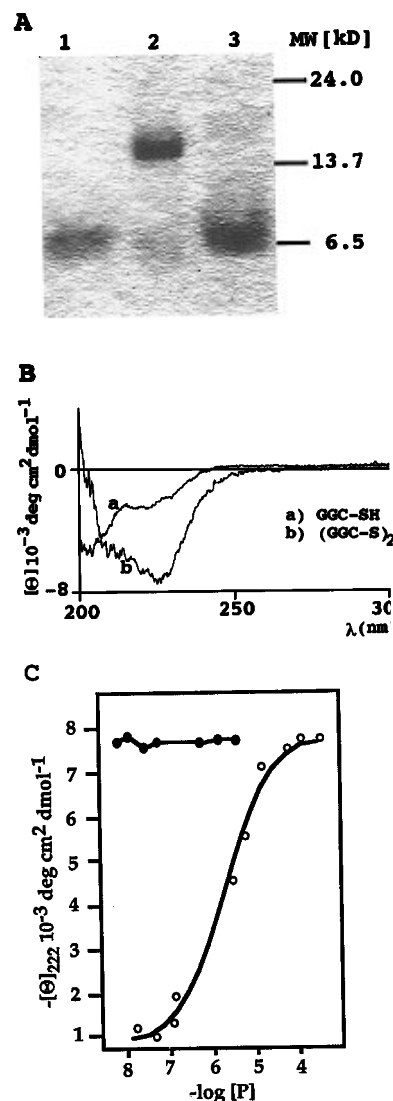 A
1 2 3 MW[kD]
24.0
13.7
6.5
B
[Θ]10⁻³ deg cm² dmol⁻¹
0
-8
a
b
a) GGC-SH
b) (GGC-S)₂
200 250 30
λ(nm
C
-[Θ]₂₂₂ 10⁻³ deg cm² dmol⁻¹
8
7
6
5
4
3
2
1
8 7 6 5 4
-log [P]